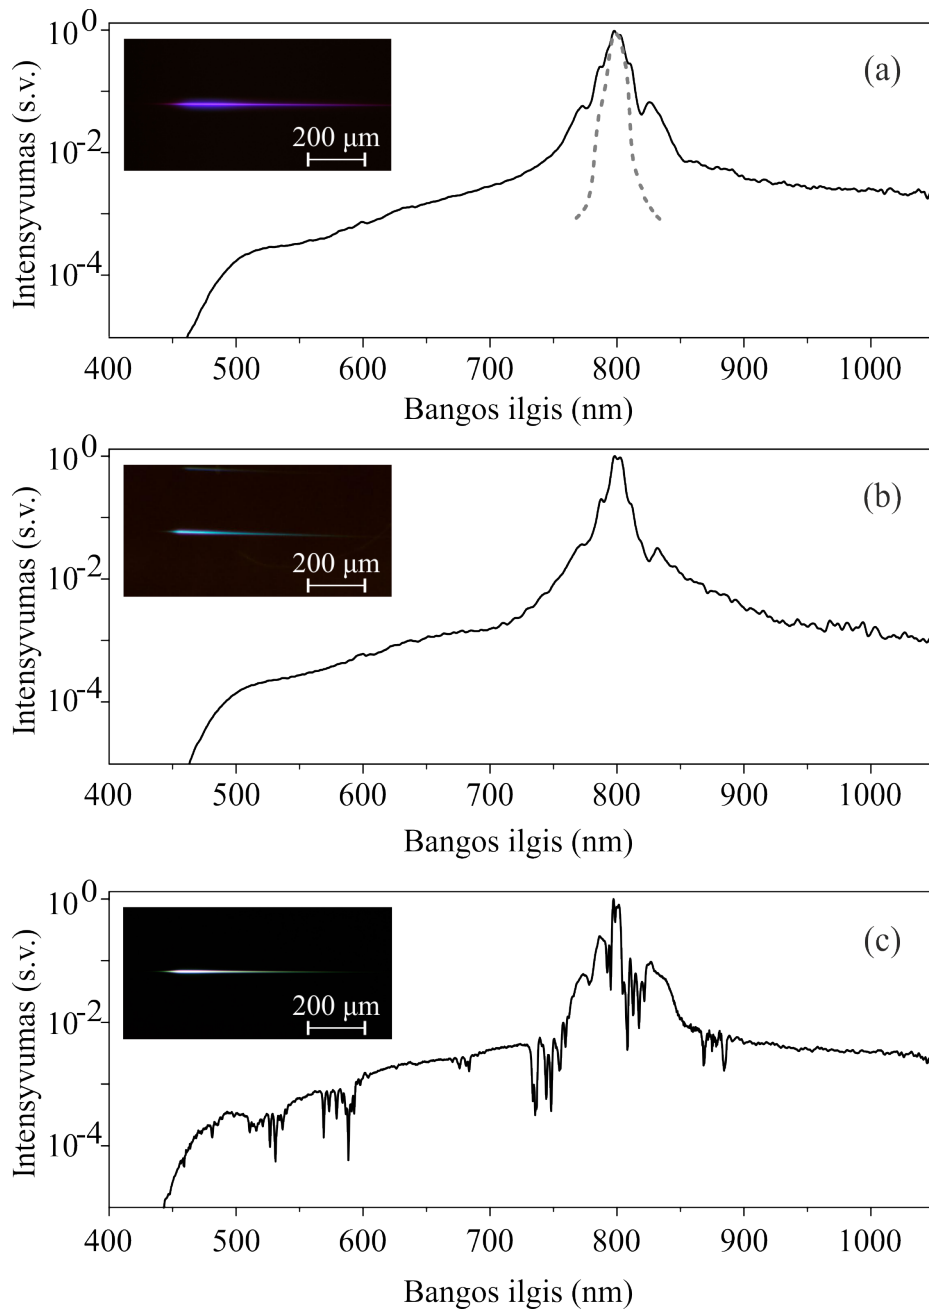 Intensyvumas (s.v.)
10^0
10^-2
10^-4
200 μm
(a)
400 500 600 700 800 900 1000
Bangos ilgis (nm)
Intensyvumas (s.v.)
10^0
10^-2
10^-4
200 μm
(b)
400 500 600 700 800 900 1000
Bangos ilgis (nm)
Intensyvumas (s.v.)
10^0
10^-2
10^-4
200 μm
(c)
400 500 600 700 800 900 1000
Bangos ilgis (nm)